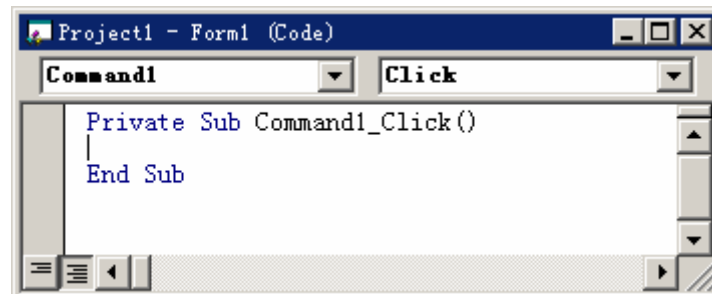 Project1 - Form1 (Code)
Command1 Click
Private Sub Command1_Click()
End Sub